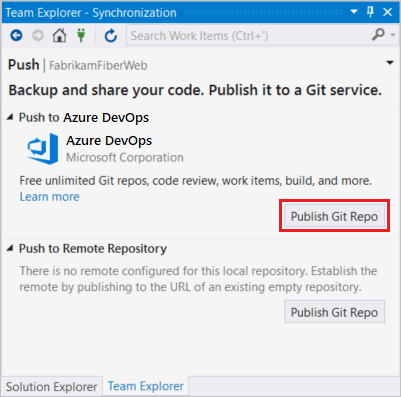 Team Explorer - Synchronization
Search Work Items (Ctrl+')
Push | FabrikamFiberWeb
Backup and share your code. Publish it to a Git service.
Push to Azure DevOps
Azure DevOps
Microsoft Corporation
Free unlimited Git repos, code review, work items, build, and more.
Learn more
Publish Git Repo
Push to Remote Repository
There is no remote configured for this local repository. Establish the
remote by publishing to the URL of an existing empty repository.
Publish Git Repo
Solution Explorer Team Explorer